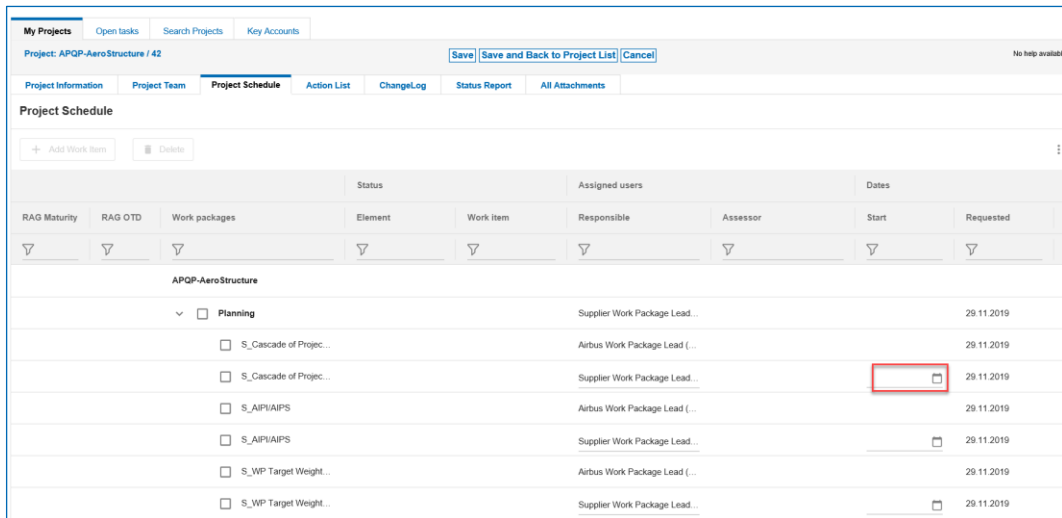 My Projects Open tasks Search Projects Key Accounts
Project: APQP-AeroStructure / 42 Save Save and Back to Project List Cancel No help
Project Information Project Team Project Schedule Action List ChangeLog Status Report All Attachments
Project Schedule
+ Add Work Item Delete
Status Assigned users Dates
RAG Maturity RAG OTD Work packages Element Work item Responsible Assessor Start Requested
APQP-AeroStructure
Planning Supplier Work Package Lead... 29.11.2019
S_Cascade of Projec... Airbus Work Package Lead (... 29.11.2019
S_Cascade of Projec... Supplier Work Package Lead... 29.11.2019
S_AIPI/AIPS Airbus Work Package Lead (... 29.11.2019
S_AIPI/AIPS Supplier Work Package Lead... 29.11.2019
S_WP Target Weight... Airbus Work Package Lead (... 29.11.2019
S_WP Target Weight... Supplier Work Package Lead... 29.11.2019